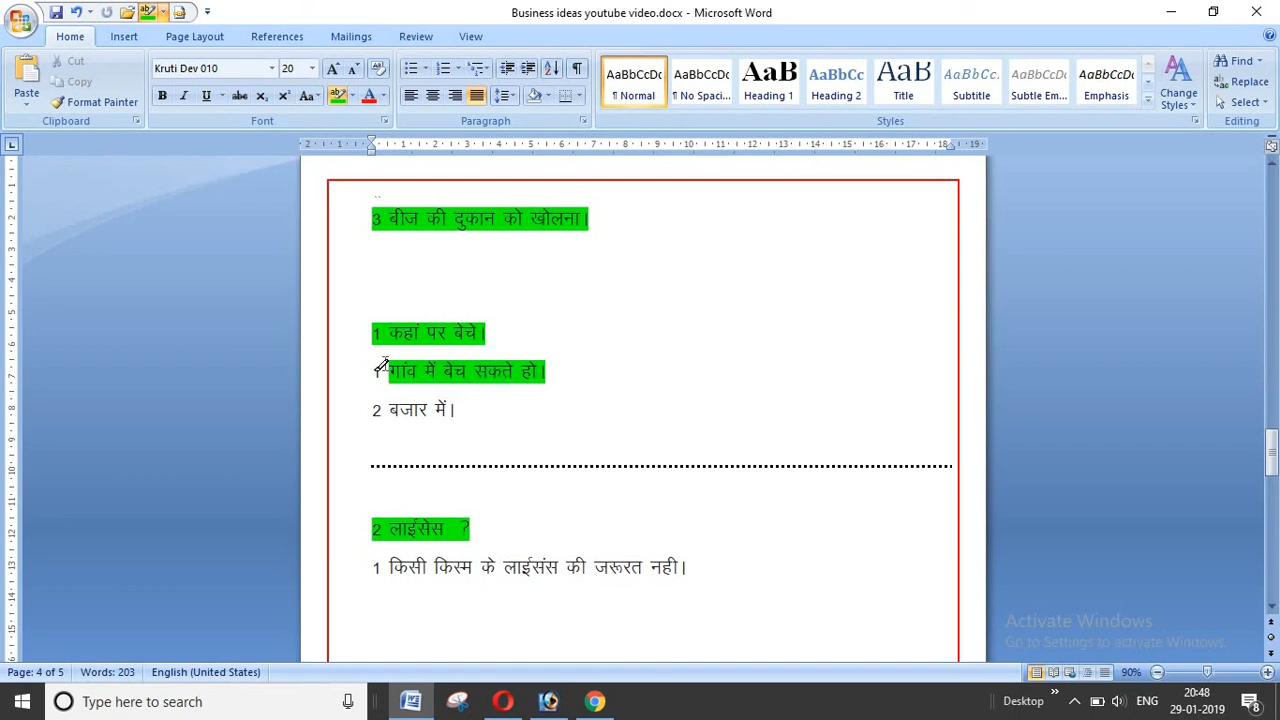 Business ideas youtube video.docx - Microsoft Word
Home Insert Page Layout References Mailings Review View
Paste
Cut
Copy
Format Painter
Clipboard
Kruti Dev 010 20
Font
Paragraph
AaBbCcDc AaBbCcDc AaB AaBbCc AaB AaBbCc. AaBbCcDc AaBbCcDc
¶ Normal ¶ No Spaci... Heading 1 Heading 2 Title Subtitle Subtle Em... Emphasis
Change Styles
Styles
Find
Replace
Select
Editing
3 बीज की दुकान को खोलना।
1 कहां पर बेचे।
1 गांव में बेच सकते हो।
2 बजार में।
2 लाईसेस ?
1 किसी किस्म के लाईसंस की जरूरत नही।
Activate Windows
Go to Settings to activate Windows.
Page: 4 of 5 Words: 203 English (United States) 90%
Type here to search
Desktop ENG
20:48
29-01-2019
8